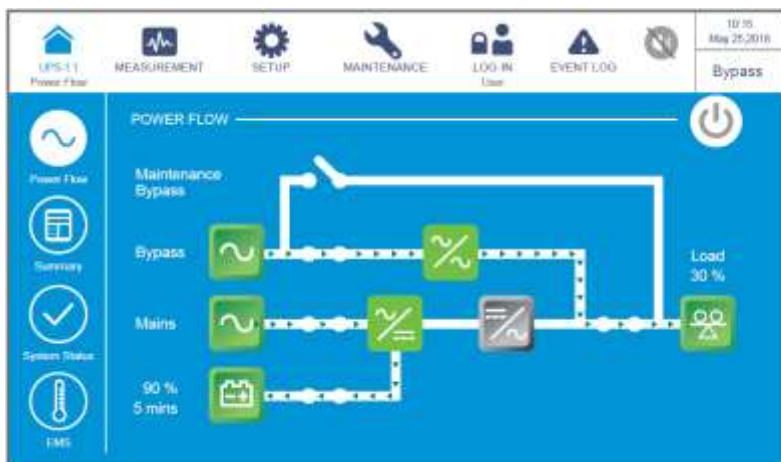 10:15
May 25,2018
UPS-1.1
Power Flow
MEASUREMENT
SETUP
MAINTENANCE
LOG IN
User
EVENT LOG
Bypass
POWER FLOW
Power Flow
Maintenance
Bypass
Bypass
Summary
Load
30 %
Mains
System Status
90 %
5 mins
EMS